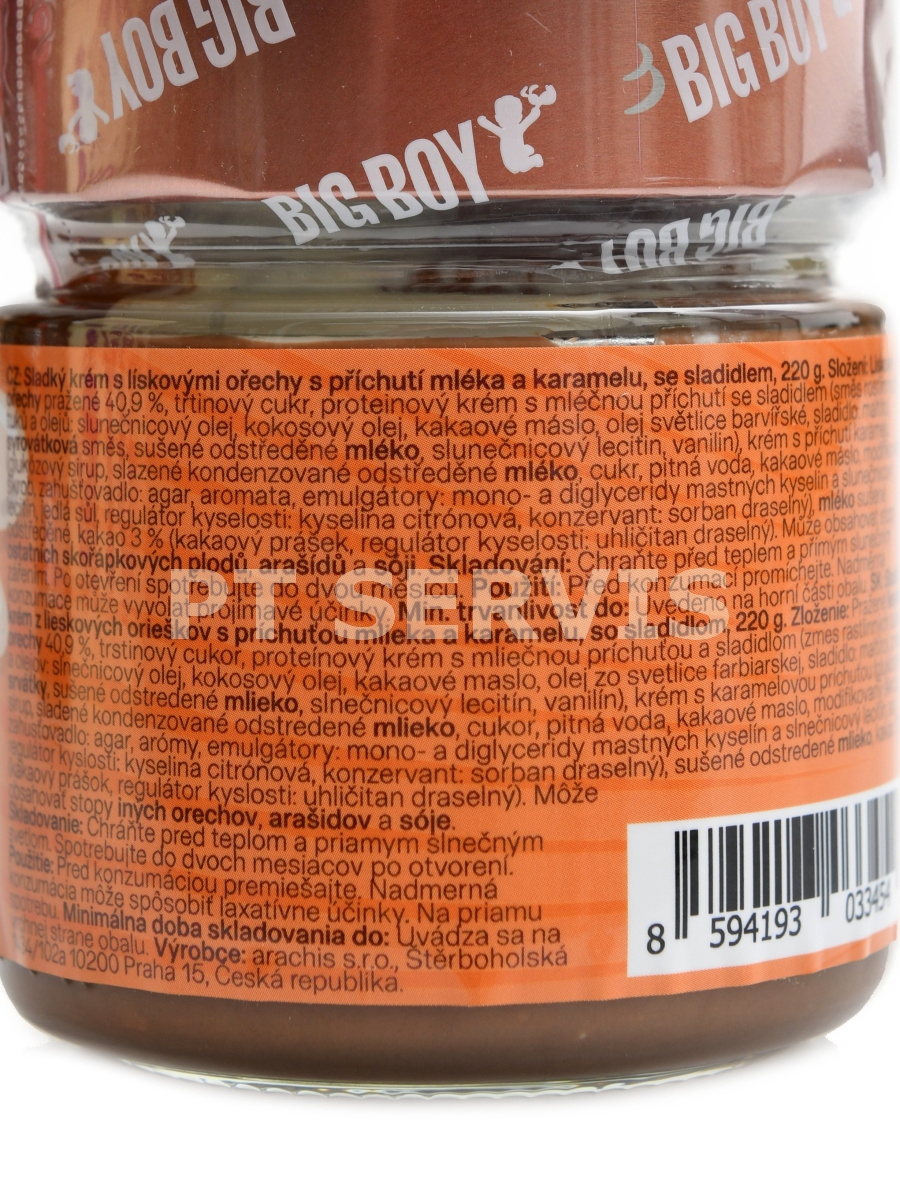 BIG BOY
BIG BOY
BIG BOY
BIG BOY
CZ: Sladký krém s lískovými ořechy s příchutí mléka a karamelu, se sladidlem, 220 g. Složení:
ořechy pražené 40,9 %, třtinový cukr, proteinový krém s mléčnou příchutí se sladidlem (směs
a olejů: slunečnicový olej, kokosový olej, kakaové máslo, olej světlice barvířské, sladidlo:
syrovátková směs, sušené odstředěné mléko, slunečnicový lecitin, vanilin), krém s příchutí
glukózový sirup, slazené kondenzované odstředěné mléko, cukr, pitná voda, kakaové máslo,
škrob, zahušťovadlo: agar, aromata, emulgátory: mono- a diglyceridy mastných kyselin a
lecitin, jedlá sůl, regulátor kyselosti: kyselina citrónová, konzervant: sorban draselný), mléko
odstředěné, kakao 3 % (kakaový prášek, regulátor kyselosti: uhličitan draselný). Může obsahovat
ostatních skořápkových plodů, arašídů a sóji. Skladování: Chraňte před teplem a přímým
zářením. Po otevření spotřebujte do dvou měsíců. Použití: Před konzumací promíchejte.
konzumace může vyvolat projímavé účinky. Min. trvanlivost do: Uvedeno na horní části obalu.
PT SERVIS
krém z lieskových orieškov s príchuťou mlieka a karamelu, so sladidlom, 220 g. Zloženie:
40,9 %, trstinový cukor, proteínový krém s mliečnou príchuťou a sladidlom (zmes
a olejov: slnečnicový olej, kokosový olej, kakaové maslo, olej zo svetlice farbiarskej, sladidlo:
srvátky, sušené odstredené mlieko, slnečnicový lecitín, vanilín), krém s karamelovou príchuťou
sirup, sladené kondenzované odstredené mlieko, cukor, pitná voda, kakaové maslo,
zahusťovadlo: agar, arómy, emulgátory: mono- a diglyceridy mastných kyselín a slnečnicový
regulátor kyslosti: kyselina citrónová, konzervant: sorban draselný), sušené odstredené mlieko,
kakaový prášok, regulátor kyslosti: uhličitan draselný). Môže
obsahovať stopy iných orechov, arašidov a sóje.
Skladovanie: Chráňte pred teplom a priamym slnečným
svetlom. Spotrebujte do dvoch mesiacov po otvorení.
Použitie: Pred konzumáciou premiešajte. Nadmerná
konzumácia môže spôsobiť laxatívne účinky. Na priamu
spotrebu. Minimálna doba skladovania do: Uvádza sa na
hornej strane obalu. Výrobce: arachis s.r.o., Štěrboholská
/102a 10200 Praha 15, Česká republika.
8 594193 033454